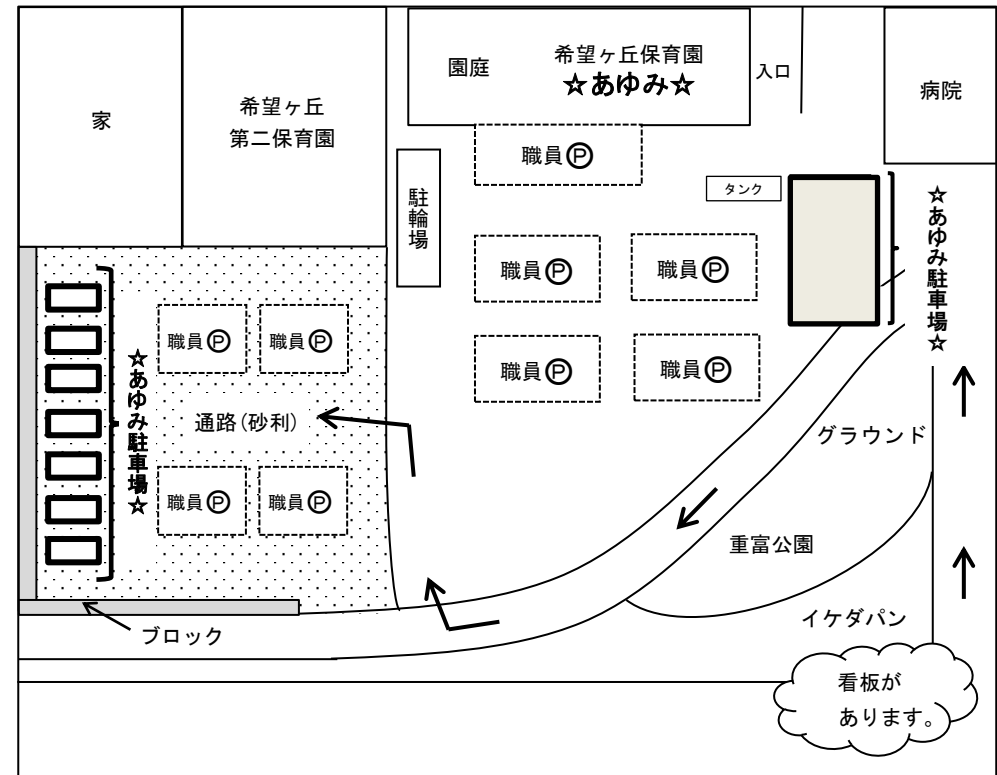 家
希望ヶ丘
第二保育園
園庭
希望ヶ丘保育園
☆あゆみ☆
入口
病院
職員Ⓟ
タンク
駐輪場
☆あゆみ駐車場☆
職員Ⓟ
職員Ⓟ
職員Ⓟ
職員Ⓟ
職員Ⓟ
職員Ⓟ
☆あゆみ駐車場☆
通路(砂利)
職員Ⓟ
職員Ⓟ
グラウンド
重富公園
イケダパン
ブロック
看板が
あります。